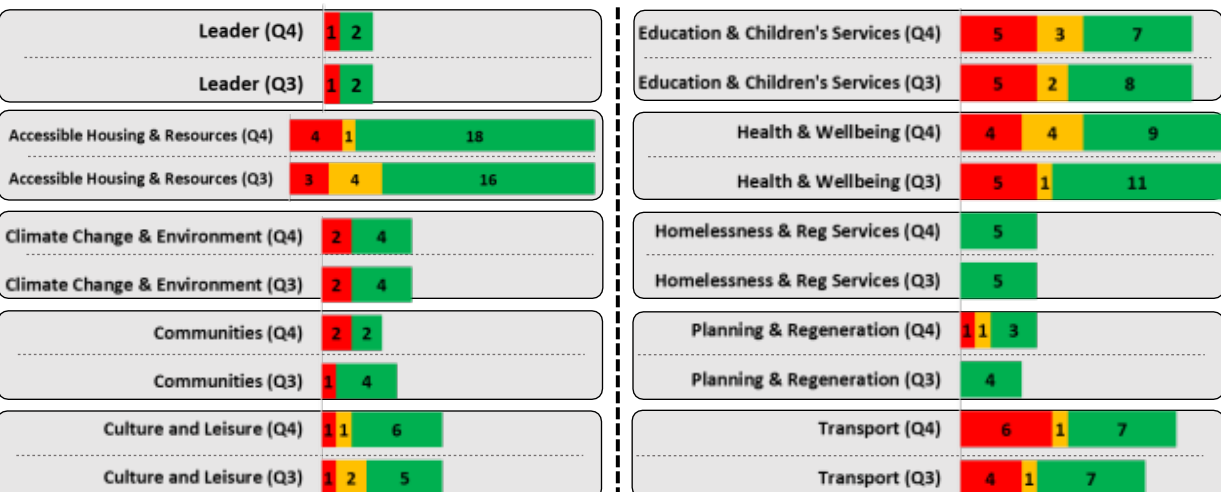 Leader (Q4) 1 2
Leader (Q3) 1 2
Accessible Housing & Resources (Q4) 4 1 18
Accessible Housing & Resources (Q3) 3 4 16
Climate Change & Environment (Q4) 2 4
Climate Change & Environment (Q3) 2 4
Communities (Q4) 2 2
Communities (Q3) 1 4
Culture and Leisure (Q4) 1 1 6
Culture and Leisure (Q3) 1 2 5
Education & Children's Services (Q4) 5 3 7
Education & Children's Services (Q3) 5 2 8
Health & Wellbeing (Q4) 4 4 9
Health & Wellbeing (Q3) 5 1 11
Homelessness & Reg Services (Q4) 5
Homelessness & Reg Services (Q3) 5
Planning & Regeneration (Q4) 1 1 3
Planning & Regeneration (Q3) 4
Transport (Q4) 6 1 7
Transport (Q3) 4 1 7